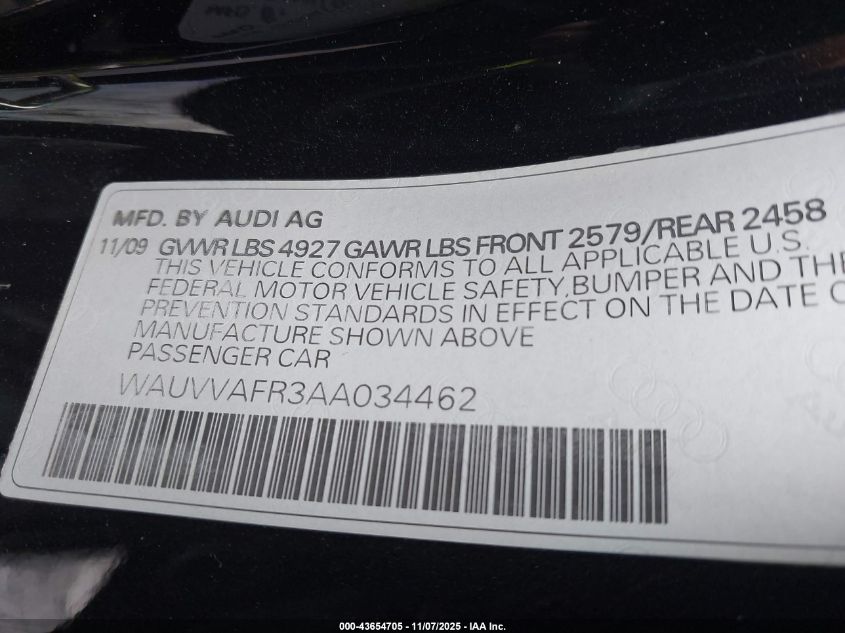 MFD. BY AUDI AG
11/09 GVWR LBS 4927 GAWR LBS FRONT 2579/REAR 2458
THIS VEHICLE CONFORMS TO ALL APPLICABLE U.S.
FEDERAL MOTOR VEHICLE SAFETY, BUMPER AND THE
PREVENTION STANDARDS IN EFFECT ON THE DATE O
MANUFACTURE SHOWN ABOVE
PASSENGER CAR
WAUVVAFR3AA034462
000-43654705 - 11/07/2025 - IAA Inc.